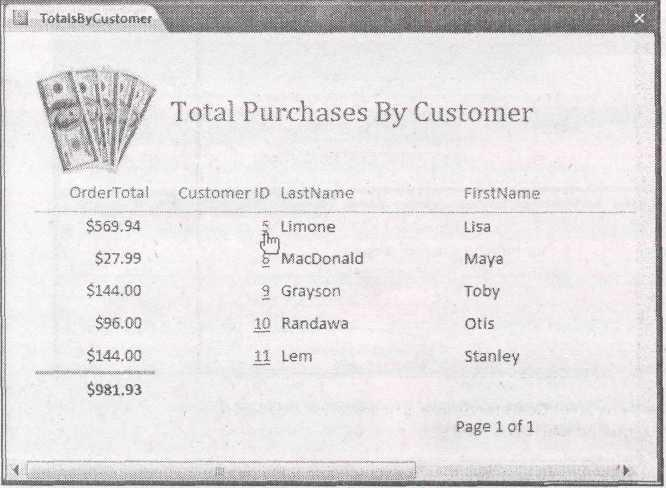 TotalsByCustomer
Total Purchases By Customer
OrderTotal Customer ID LastName FirstName
$569.94 5 Limone Lisa
$27.99 MacDonald Maya
$144.00 9 Grayson Toby
$96.00 10 Randawa Otis
$144.00 11 Lem Stanley
$981.93
Page 1 of 1